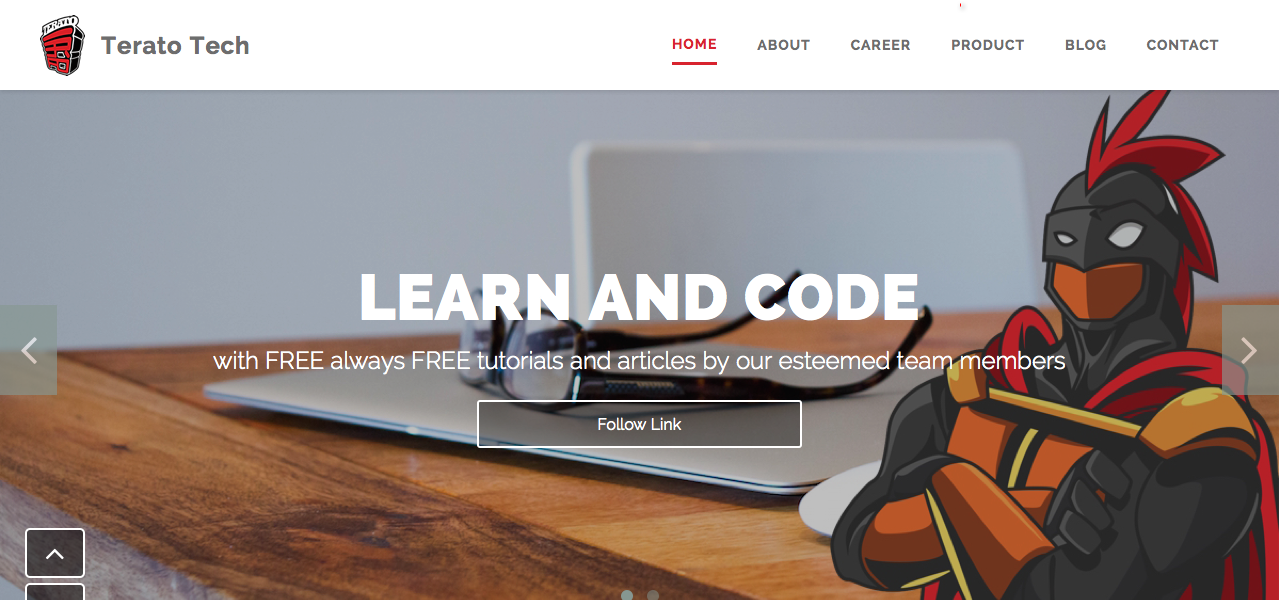 TERATO
Terato Tech
HOME
ABOUT
CAREER
PRODUCT
BLOG
CONTACT
LEARN AND CODE
with FREE always FREE tutorials and articles by our esteemed team members
Follow Link